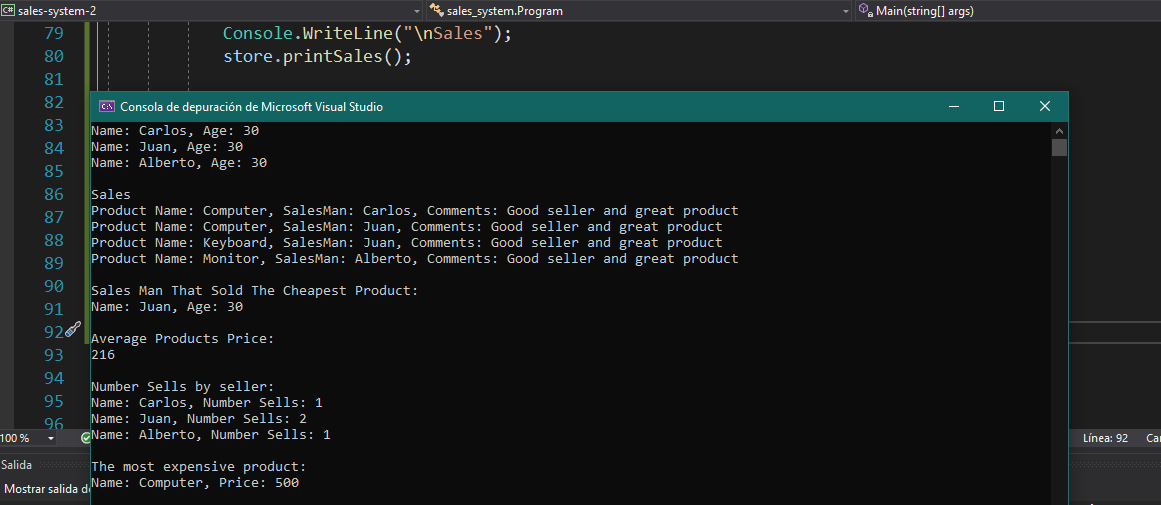 C# sales-system-2
sales_system.Program
Main(string[] args)
79 Console.WriteLine("\nSales");
80 store.printSales();
81
82
83
84
85
86
87
88
89
90
91
92
93
94
95
96
Consola de depuración de Microsoft Visual Studio
Name: Carlos, Age: 30
Name: Juan, Age: 30
Name: Alberto, Age: 30
Sales
Product Name: Computer, SalesMan: Carlos, Comments: Good seller and great product
Product Name: Computer, SalesMan: Juan, Comments: Good seller and great product
Product Name: Keyboard, SalesMan: Juan, Comments: Good seller and great product
Product Name: Monitor, SalesMan: Alberto, Comments: Good seller and great product
Sales Man That Sold The Cheapest Product:
Name: Juan, Age: 30
Average Products Price:
216
Number Sells by seller:
Name: Carlos, Number Sells: 1
Name: Juan, Number Sells: 2
Name: Alberto, Number Sells: 1
The most expensive product:
Name: Computer, Price: 500
100 %
Línea: 92 Ca
Salida
Mostrar salida de